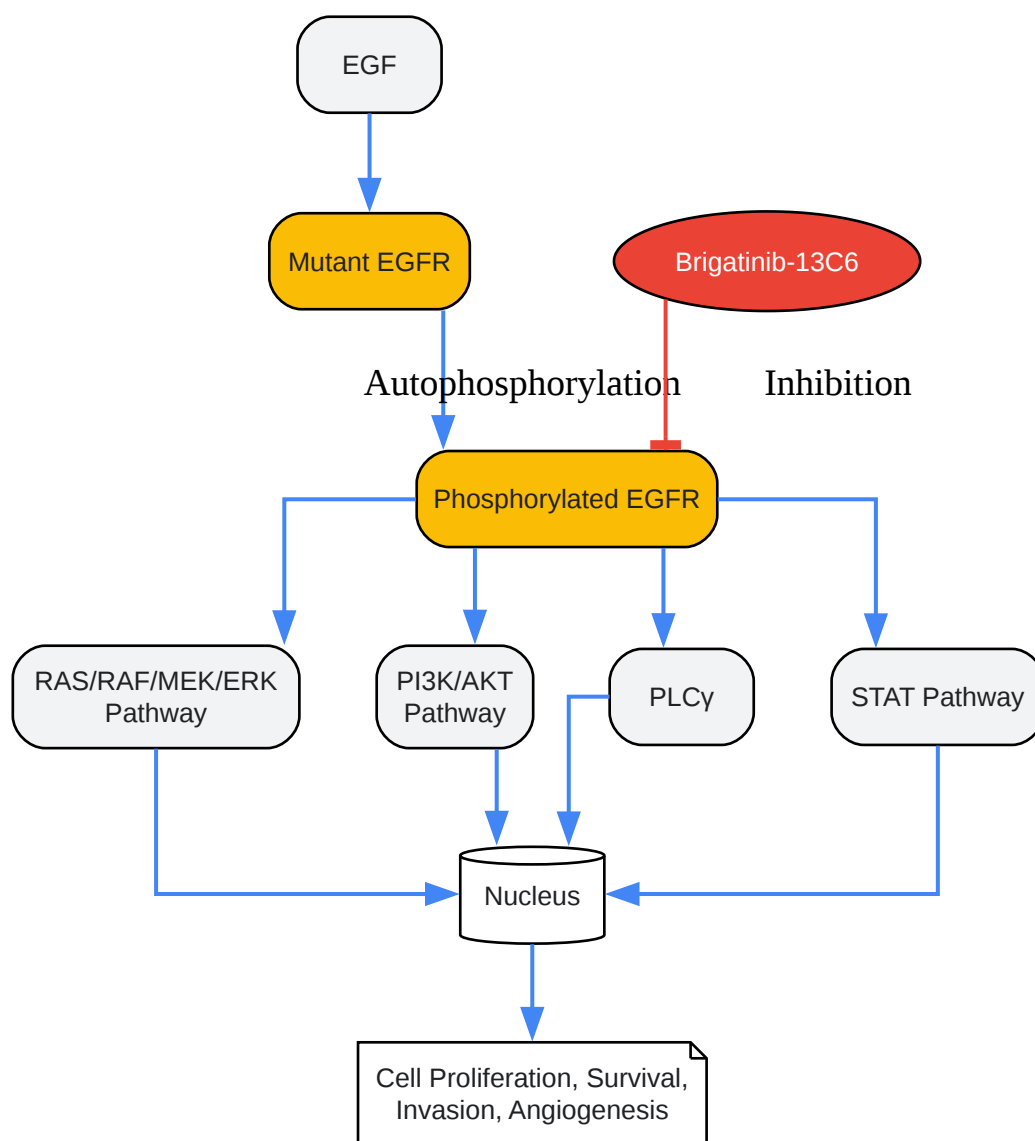 EGF
Mutant EGFR
Brigatinib-13C6
Autophosphorylation
Inhibition
Phosphorylated EGFR
RAS/RAF/MEK/ERK
Pathway
PI3K/AKT
Pathway
PLCγ
STAT Pathway
Nucleus
Cell Proliferation, Survival,
Invasion, Angiogenesis